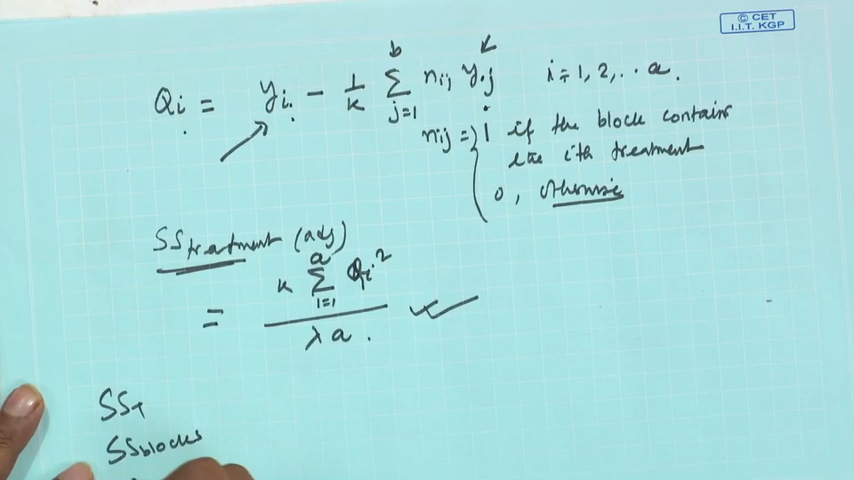 © CET
I.I.T. KGP
Qi = yi. - 1/k Σ_{j=1}^{b} nij y.j i = 1, 2, .. a.
nij = { 1 if the block contains
the ith treatment
0, otherwise
SStreatment (adj)
= k Σ_{i=1}^{a} Qi² / λa.
SST
SSblocks